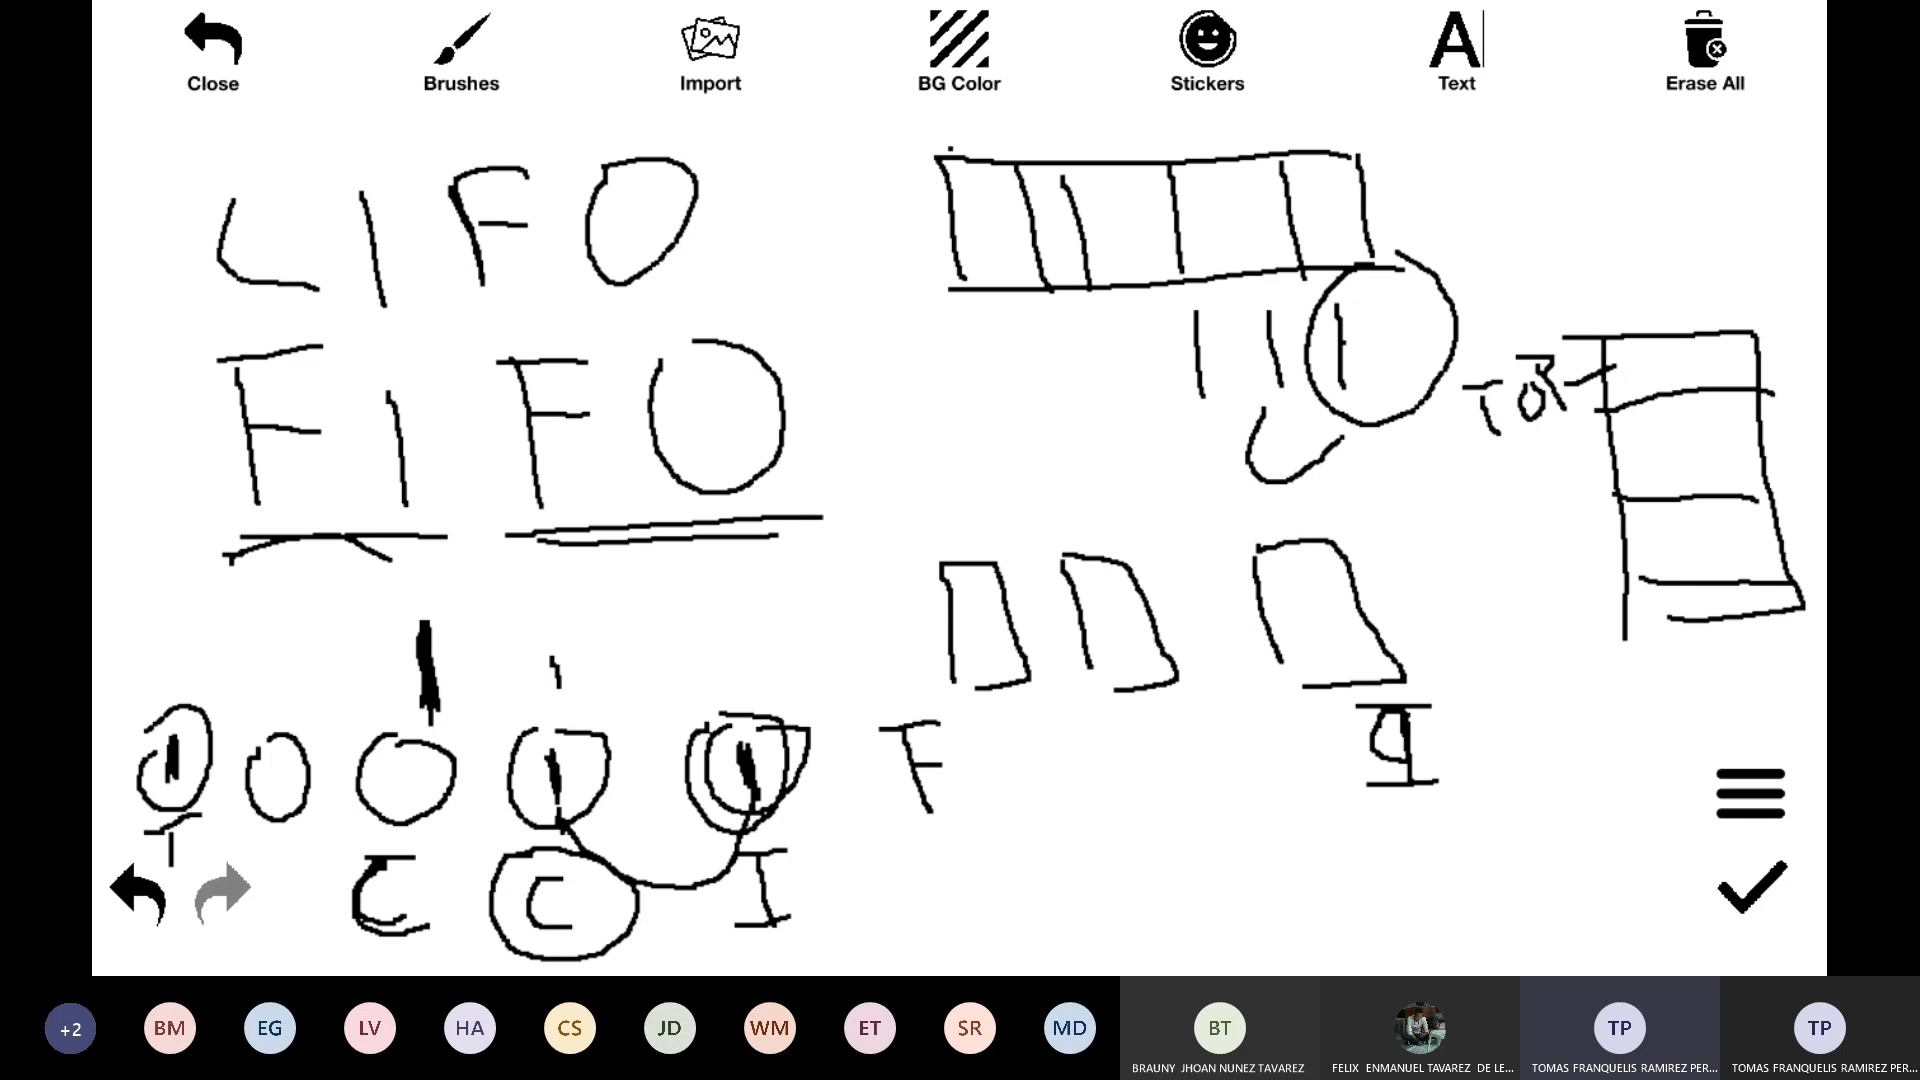 Close Brushes Import BG Color Stickers Text Erase All
LIFO
FIFO
TOP
F
T
C C I
+2 BM EG LV HA CS JD WM ET SR MD BT TP TP
BRAUNY JHOAN NUNEZ TAVAREZ FELIX ENMANUEL TAVAREZ DE LE... TOMAS FRANQUELIS RAMIREZ PER... TOMAS FRANQUELIS RAMIREZ PER...